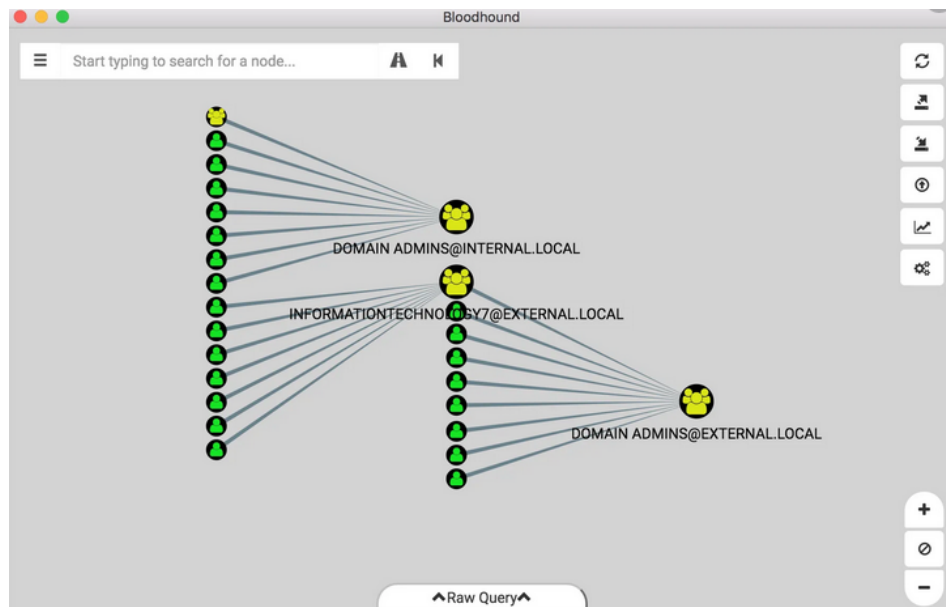 Bloodhound
Start typing to search for a node...
DOMAIN ADMINS@INTERNAL.LOCAL
INFORMATIONTECHNOLOGY7@EXTERNAL.LOCAL
DOMAIN ADMINS@EXTERNAL.LOCAL
Raw Query